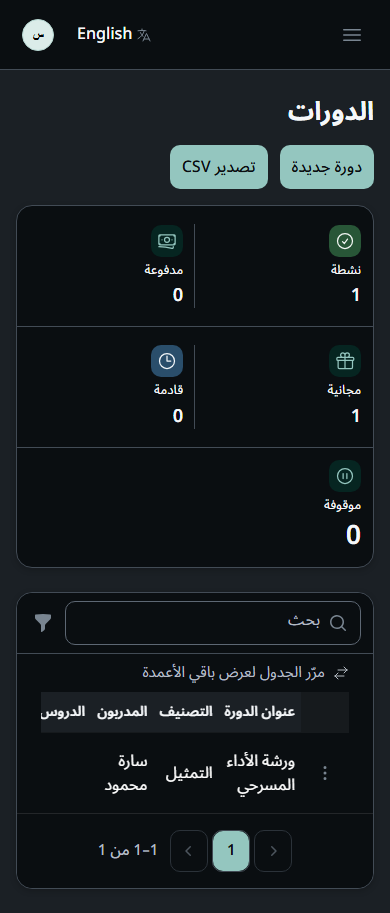 س
English
الدورات
دورة جديدة
تصدير CSV
نشطة
1
مدفوعة
0
مجانية
1
قادمة
0
موقوفة
0
بحث
مرّر الجدول لعرض باقي الأعمدة
عنوان الدورة التصنيف المدربون الدروس
ورشة الأداء المسرحي
التمثيل
سارة محمود
1
1–1 من 1